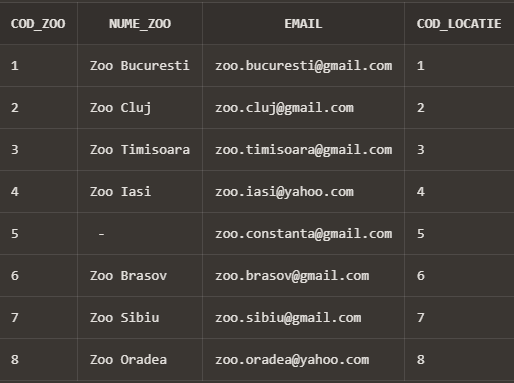 COD_ZOO NUME_ZOO EMAIL COD_LOCATIE
1 Zoo Bucuresti zoo.bucuresti@gmail.com 1
2 Zoo Cluj zoo.cluj@gmail.com 2
3 Zoo Timisoara zoo.timisoara@gmail.com 3
4 Zoo Iasi zoo.iasi@yahoo.com 4
5 - zoo.constanta@gmail.com 5
6 Zoo Brasov zoo.brasov@gmail.com 6
7 Zoo Sibiu zoo.sibiu@gmail.com 7
8 Zoo Oradea zoo.oradea@yahoo.com 8